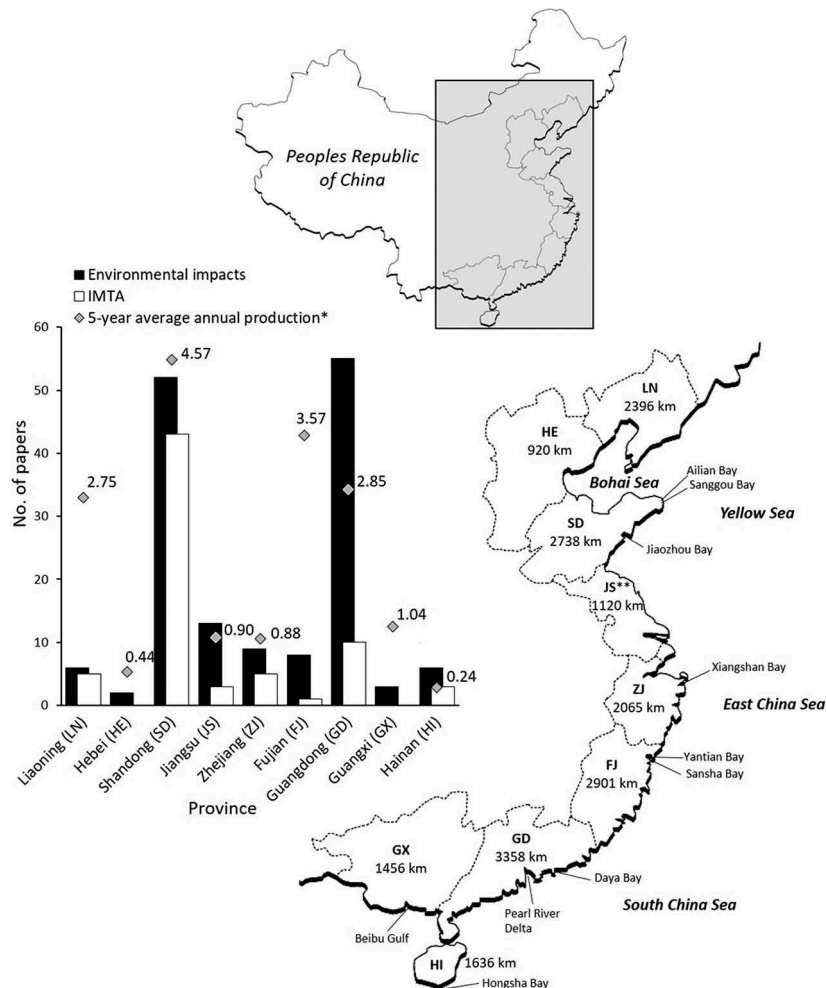 Peoples Republic
of China
Environmental impacts
IMTA
5-year average annual production*
No. of papers
60
50
40
30
20
10
0
2.75
0.44
4.57
0.90
0.88
3.57
2.85
1.04
0.24
Liaoning (LN)
Hebei (HE)
Shandong (SD)
Jiangsu (JS)
Zhejiang (ZJ)
Fujian (FJ)
Guangdong (GD)
Guangxi (GX)
Hainan (HI)
Province
LN
2396 km
HE
920 km
Bohai Sea
Ailian Bay
Sanggou Bay
Yellow Sea
SD
2738 km
Jiaozhou Bay
JS**
1120 km
Xiangshan Bay
ZJ
2065 km
East China Sea
FJ
2901 km
Yantian Bay
Sansha Bay
GX
1456 km
GD
3358 km
Daya Bay
Pearl River
Delta
South China Sea
Beibu Gulf
HI
1636 km
Hongsha Bay